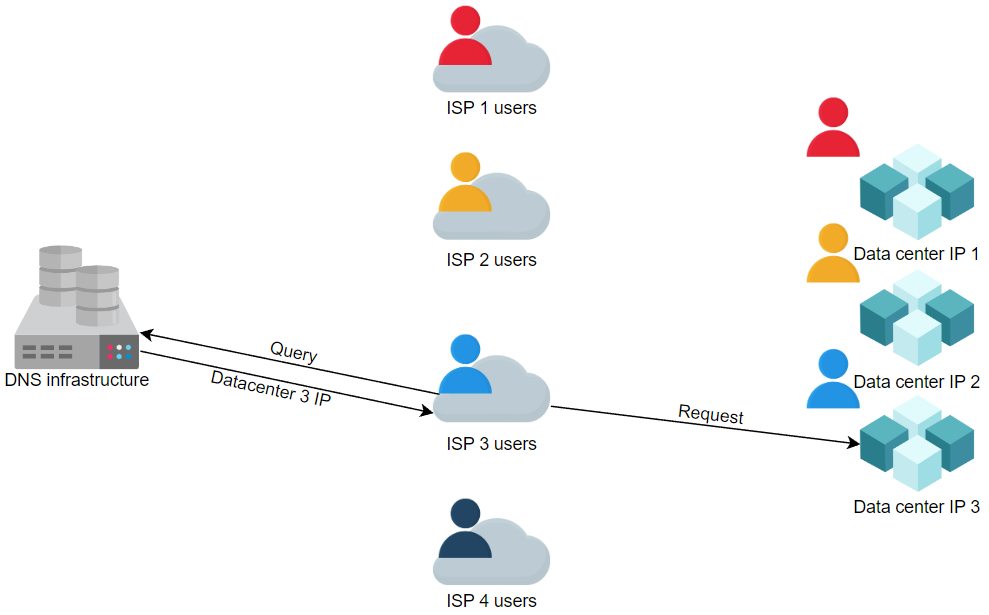 ISP 1 users
ISP 2 users
Data center IP 1
Query
DNS infrastructure
Datacenter 3 IP
Data center IP 2
Request
ISP 3 users
Data center IP 3
ISP 4 users